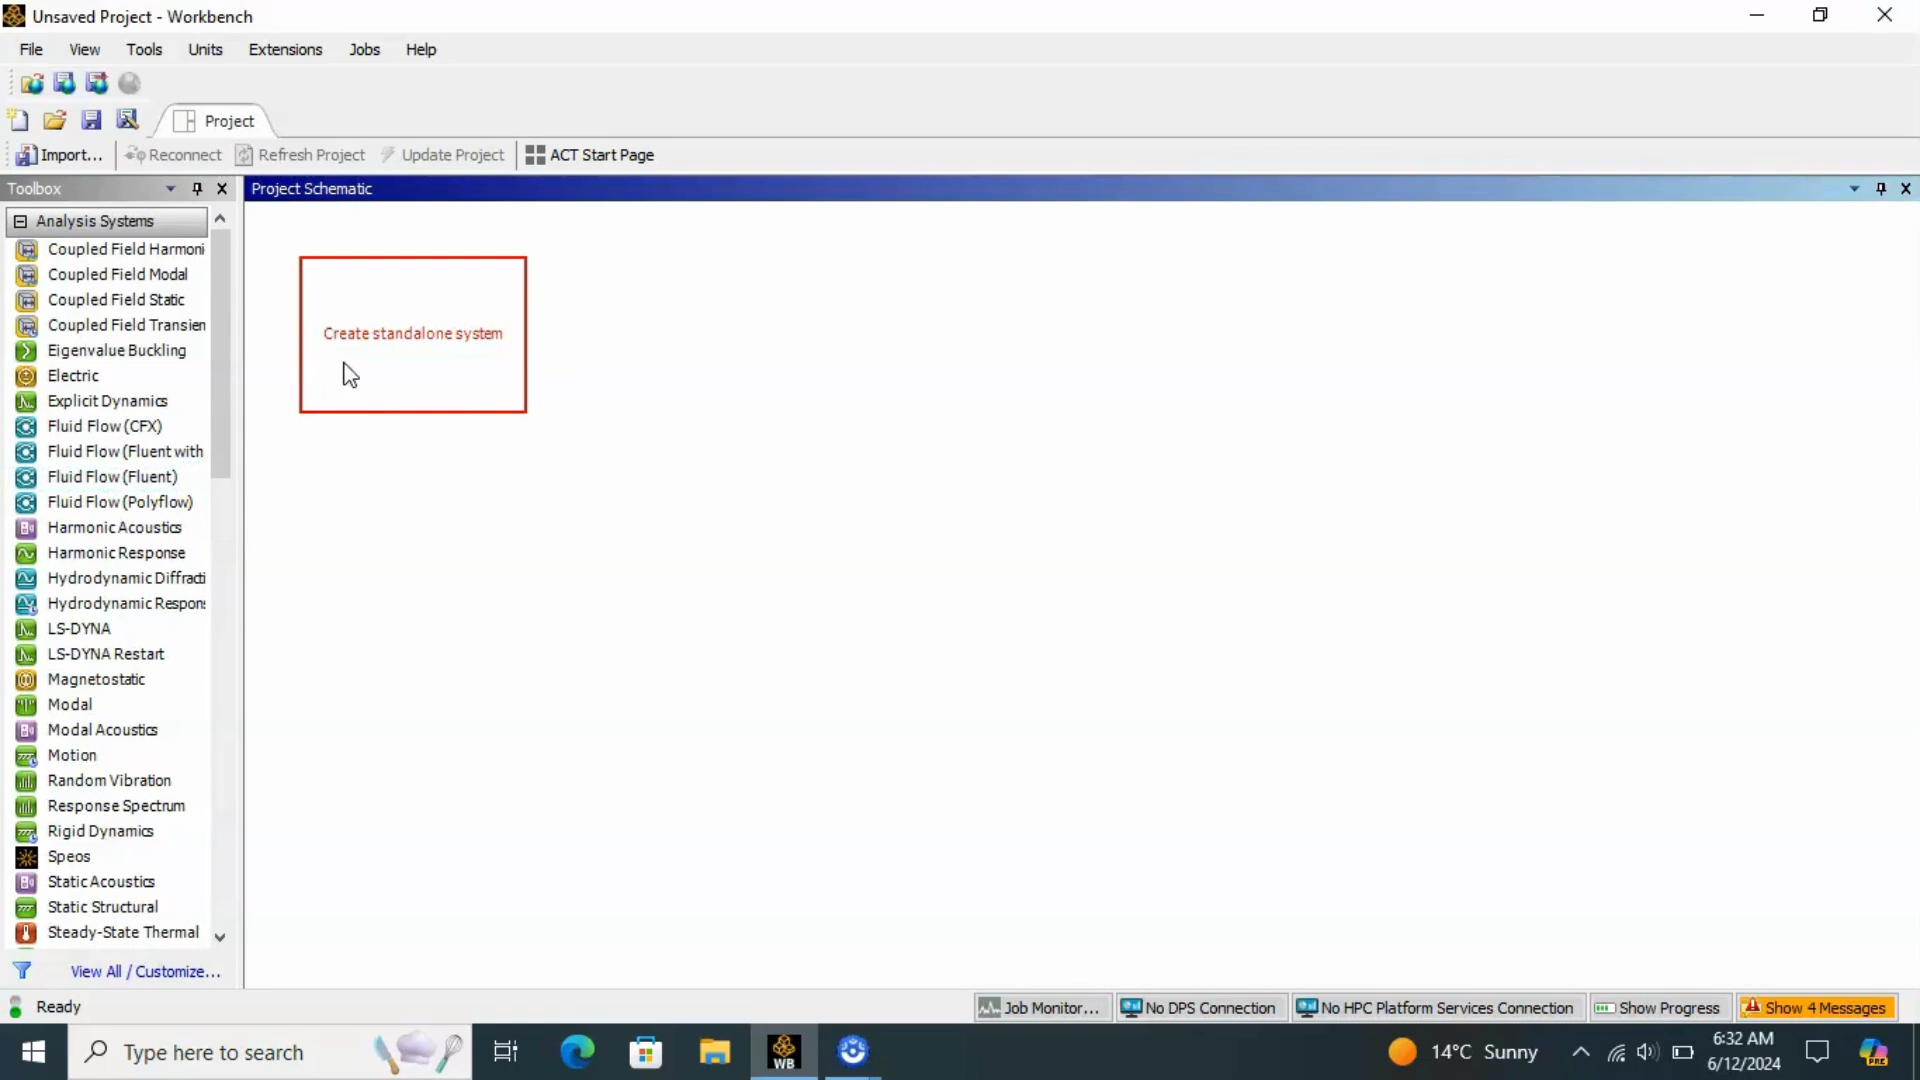 Unsaved Project - Workbench
File View Tools Units Extensions Jobs Help
Project
Import... Reconnect Refresh Project Update Project ACT Start Page
Toolbox
Project Schematic
Analysis Systems
Coupled Field Harmoni
Coupled Field Modal
Coupled Field Static
Coupled Field Transien
Eigenvalue Buckling
Electric
Explicit Dynamics
Fluid Flow (CFX)
Fluid Flow (Fluent with
Fluid Flow (Fluent)
Fluid Flow (Polyflow)
Harmonic Acoustics
Harmonic Response
Hydrodynamic Diffracti
Hydrodynamic Respons
LS-DYNA
LS-DYNA Restart
Magnetostatic
Modal
Modal Acoustics
Motion
Random Vibration
Response Spectrum
Rigid Dynamics
Speos
Static Acoustics
Static Structural
Steady-State Thermal
View All / Customize...
Create standalone system
Ready
Job Monitor... No DPS Connection No HPC Platform Services Connection Show Progress Show 4 Messages
Type here to search
WB
14°C Sunny
6:32 AM
6/12/2024
PRE